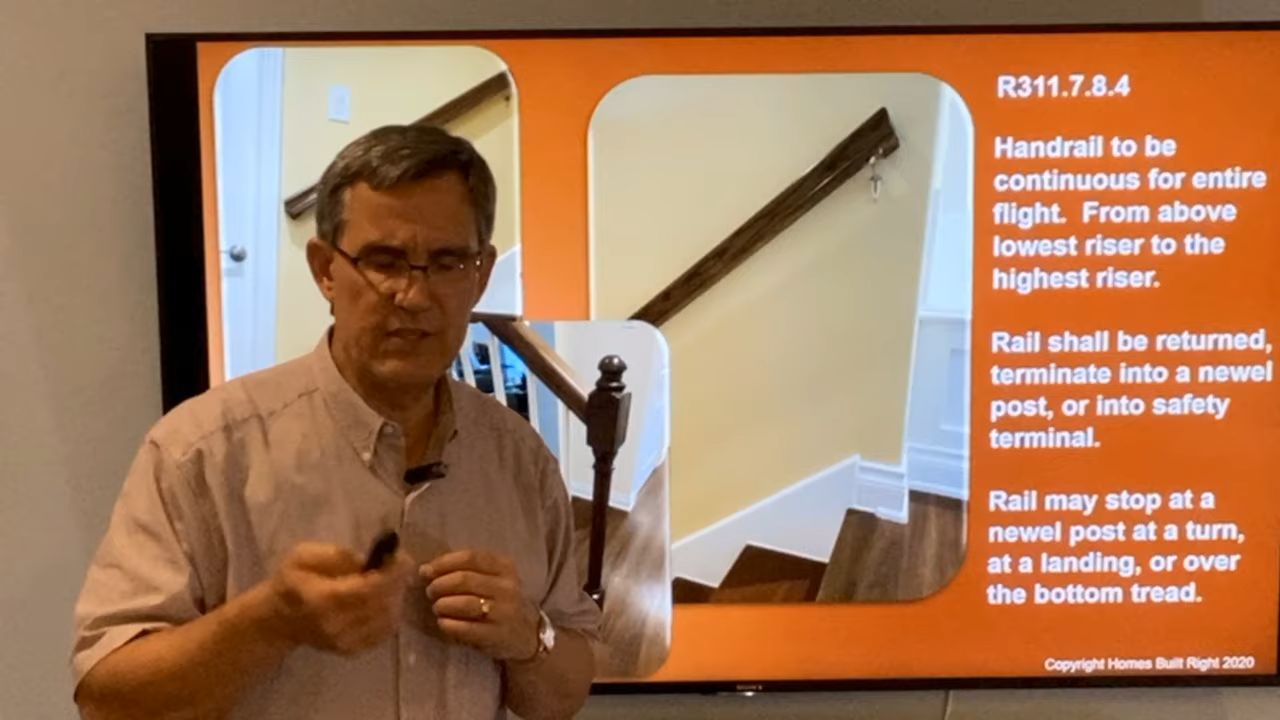 R311.7.8.4
Handrail to be
continuous for entire
flight. From above
lowest riser to the
highest riser.
Rail shall be returned,
terminate into a newel
post, or into safety
terminal.
Rail may stop at a
newel post at a turn,
at a landing, or over
the bottom tread.
Copyright Homes Built Right 2020
SONY